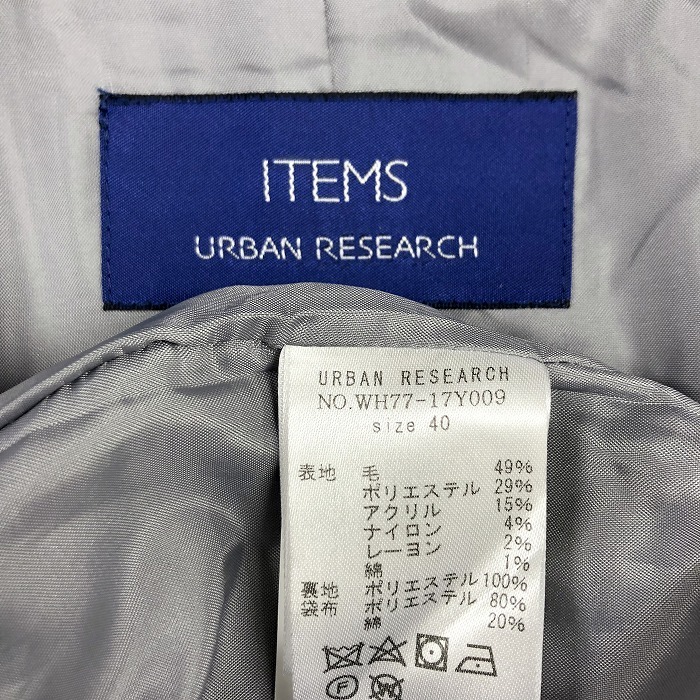 ITEMS
URBAN RESEARCH
URBAN RESEARCH
NO.WH77-17Y009
size 40
表地 毛 49%
ポリエステル 29%
アクリル 15%
ナイロン 4%
レーヨン 2%
綿 1%
裏地 ポリエステル 100%
袋布 ポリエステル 80%
綿 20%